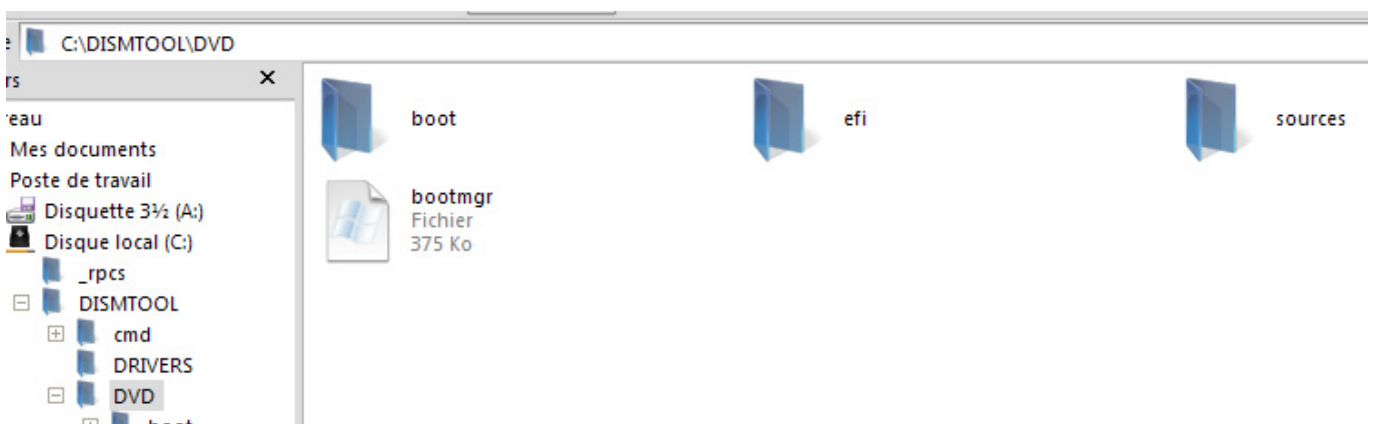 C:\DISMTOOL\DVD
boot
efi
sources
Mes documents
Poste de travail
Disquette 3½ (A:)
Disque local (C:)
_rpcs
DISMTOOL
cmd
DRIVERS
DVD
bootmgr
Fichier
375 Ko